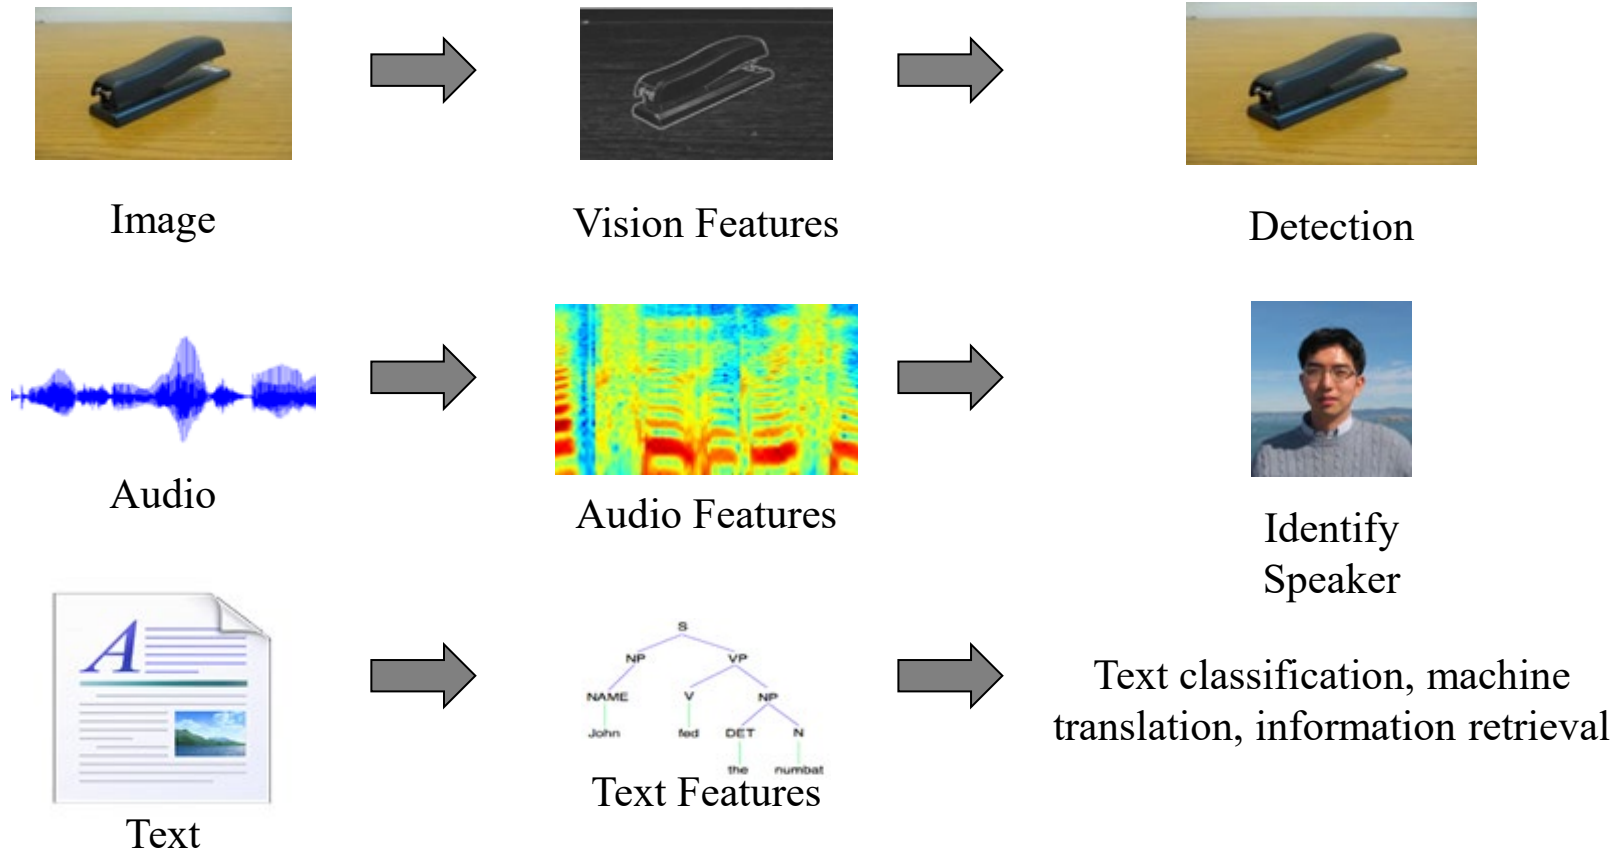 Image
Vision Features
Detection
Audio
Audio Features
Identify
Speaker
A
S
NP VP
NAME V NP
John fed DET N
the numbat
Text Features
Text classification, machine
translation, information retrieval
Text